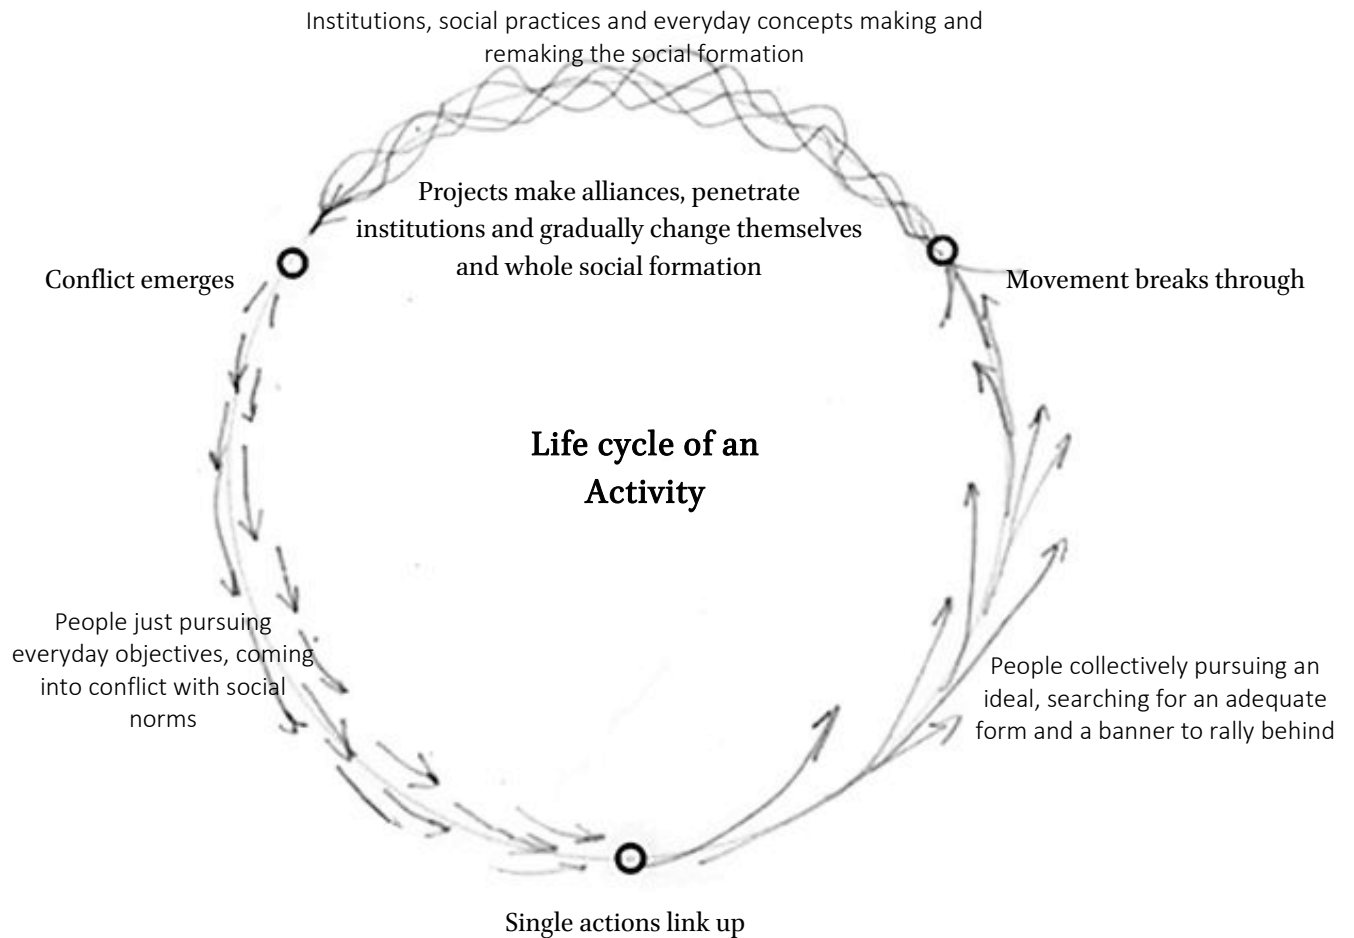 Institutions, social practices and everyday concepts making and
remaking the social formation
Projects make alliances, penetrate
institutions and gradually change themselves
and whole social formation
Conflict emerges
Movement breaks through
Life cycle of an
Activity
People just pursuing
everyday objectives, coming
into conflict with social
norms
People collectively pursuing an
ideal, searching for an adequate
form and a banner to rally behind
Single actions link up